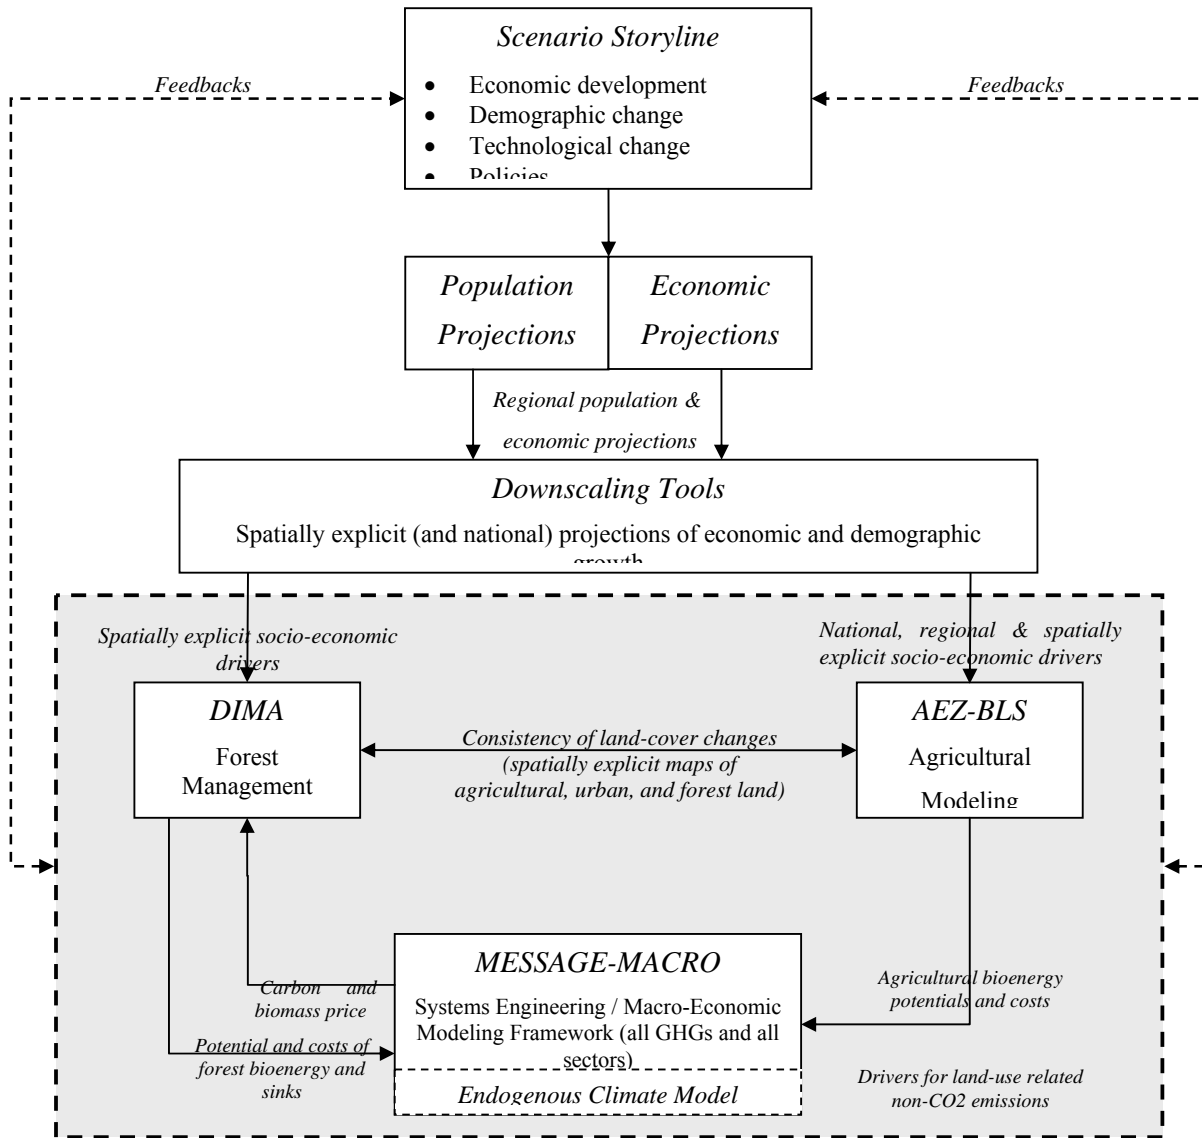 Scenario Storyline
Feedbacks
Feedbacks
• Economic development
• Demographic change
• Technological change
• Policies
Population
Projections
Economic
Projections
Regional population &
economic projections
Downscaling Tools
Spatially explicit (and national) projections of economic and demographic
growth
Spatially explicit socio-economic
drivers
National, regional & spatially
explicit socio-economic drivers
DIMA
Forest
Management
Consistency of land-cover changes
(spatially explicit maps of
agricultural, urban, and forest land)
AEZ-BLS
Agricultural
Modeling
MESSAGE-MACRO
Systems Engineering / Macro-Economic
Modeling Framework (all GHGs and all
sectors)
Endogenous Climate Model
Carbon and
biomass price
Potential and costs of
forest bioenergy and
sinks
Agricultural bioenergy
potentials and costs
Drivers for land-use related
non-CO2 emissions